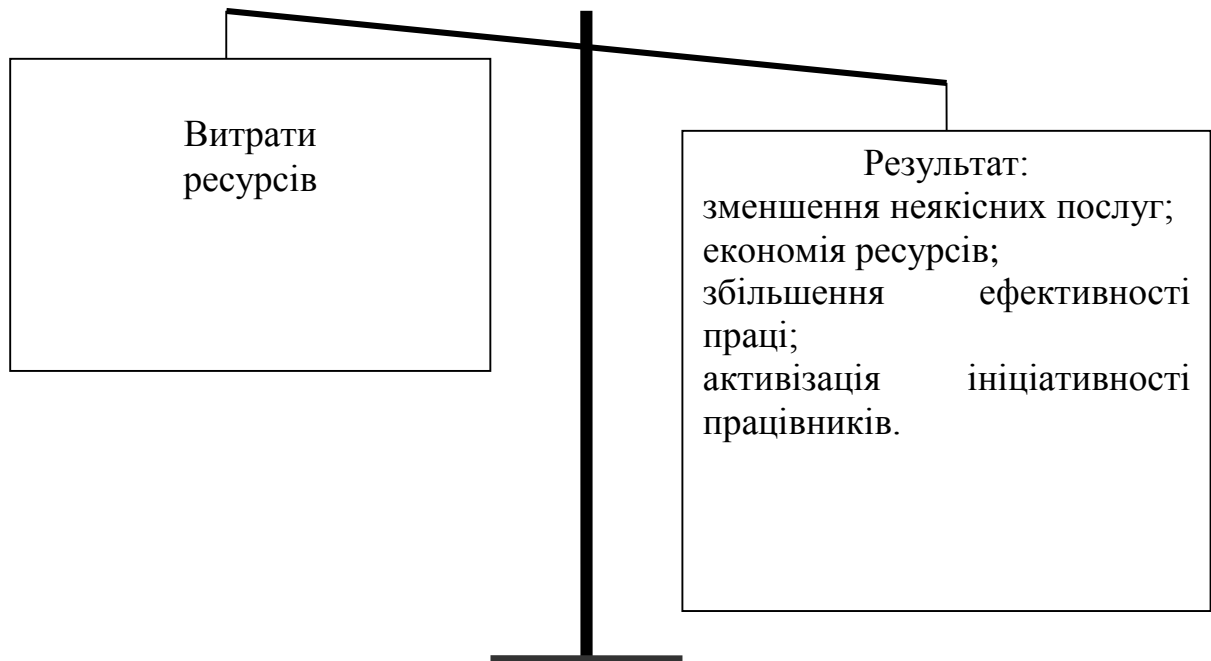 Витрати
ресурсів
Результат:
зменшення неякісних послуг;
економія ресурсів;
збільшення ефективності
праці;
активізація ініціативності
працівників.